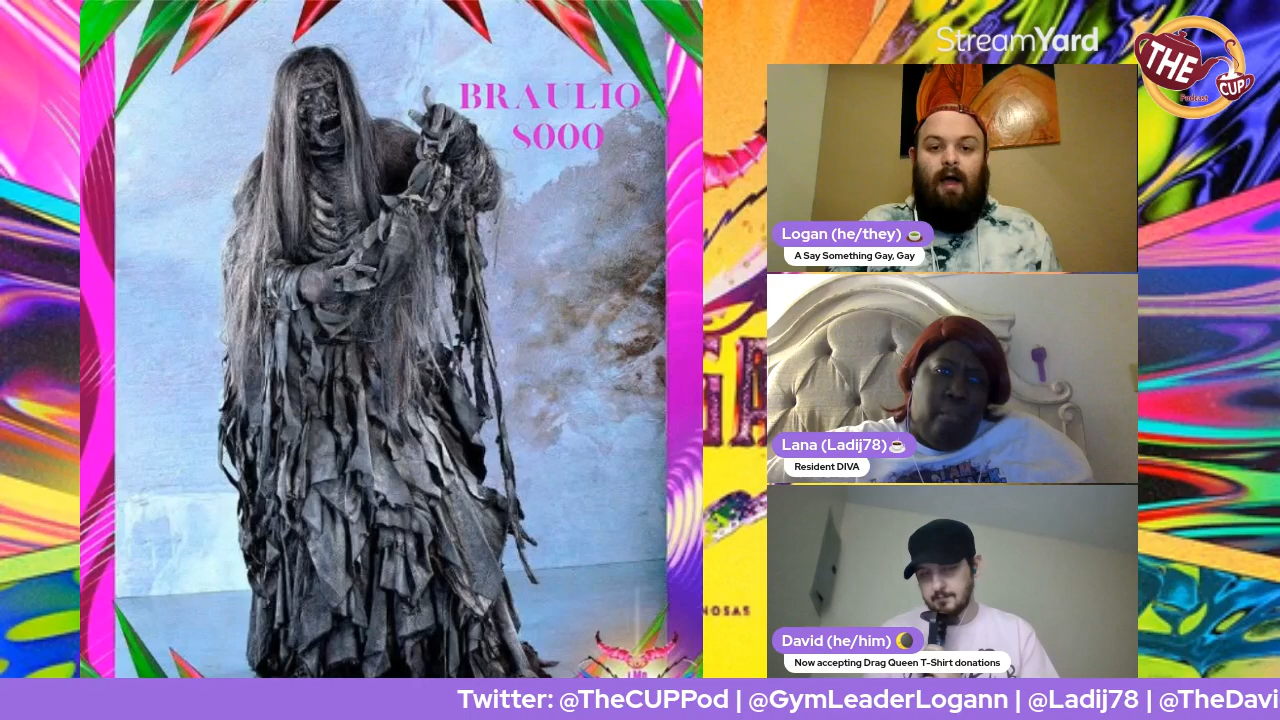 BRAULIO
8000
StreamYard
THE
CUP
Podcast
Logan (he/they)
A Say Something Gay, Gay
Lana (Ladij78)
Resident DIVA
David (he/him)
Now accepting Drag Queen T-Shirt donations
Twitter: @TheCUPPod | @GymLeaderLogann | @Ladij78 | @TheDavi